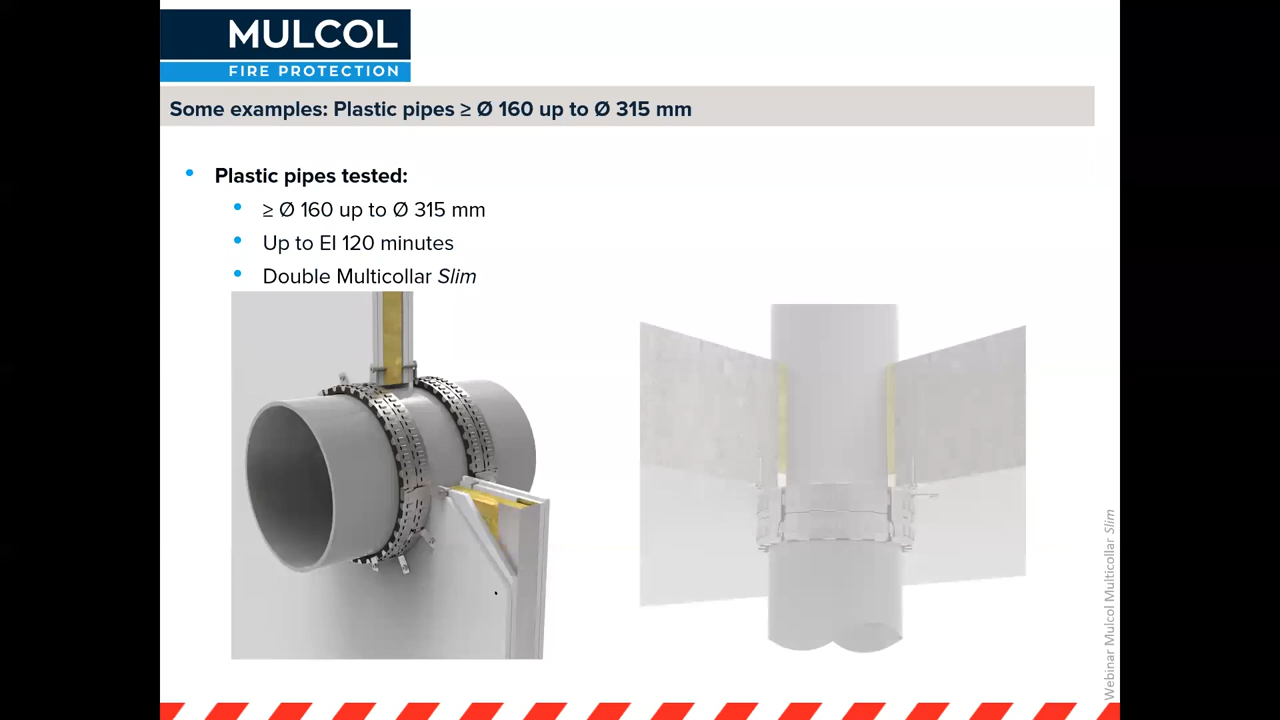 MULCOL
FIRE PROTECTION
Some examples: Plastic pipes ≥ Ø 160 up to Ø 315 mm
Plastic pipes tested:
≥ Ø 160 up to Ø 315 mm
Up to EI 120 minutes
Double Multicollar Slim
Webinar Mulcol Multicollar Slim